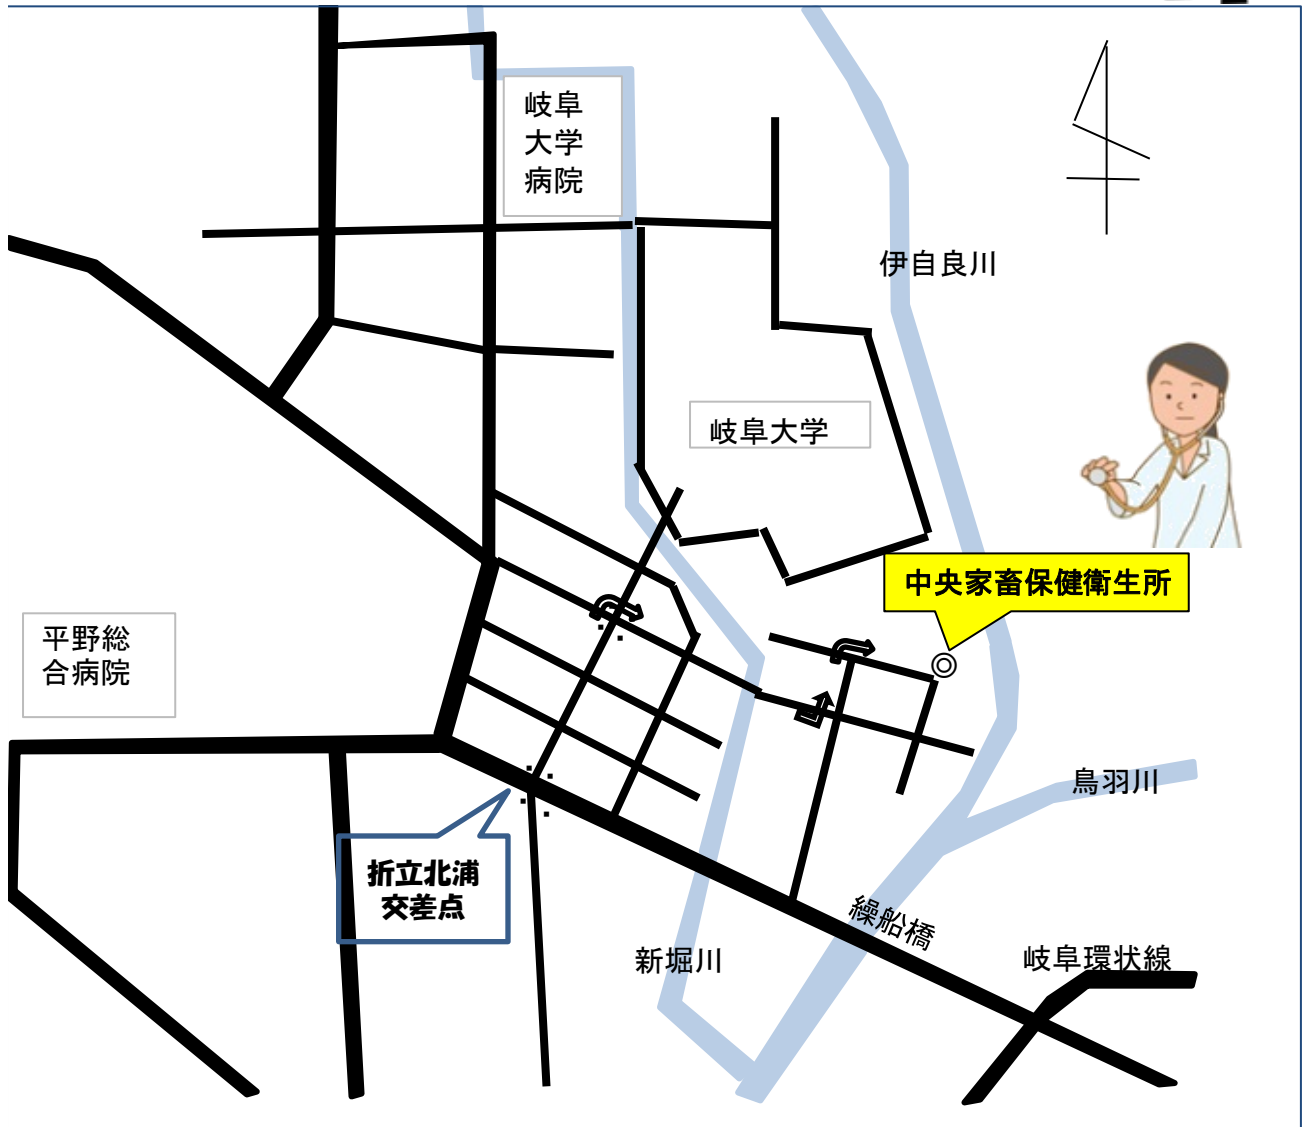 岐阜
大学
病院
伊自良川
岐阜大学
中央家畜保健衛生所
平野総
合病院
鳥羽川
折立北浦
交差点
繰船橋
新堀川
岐阜環状線